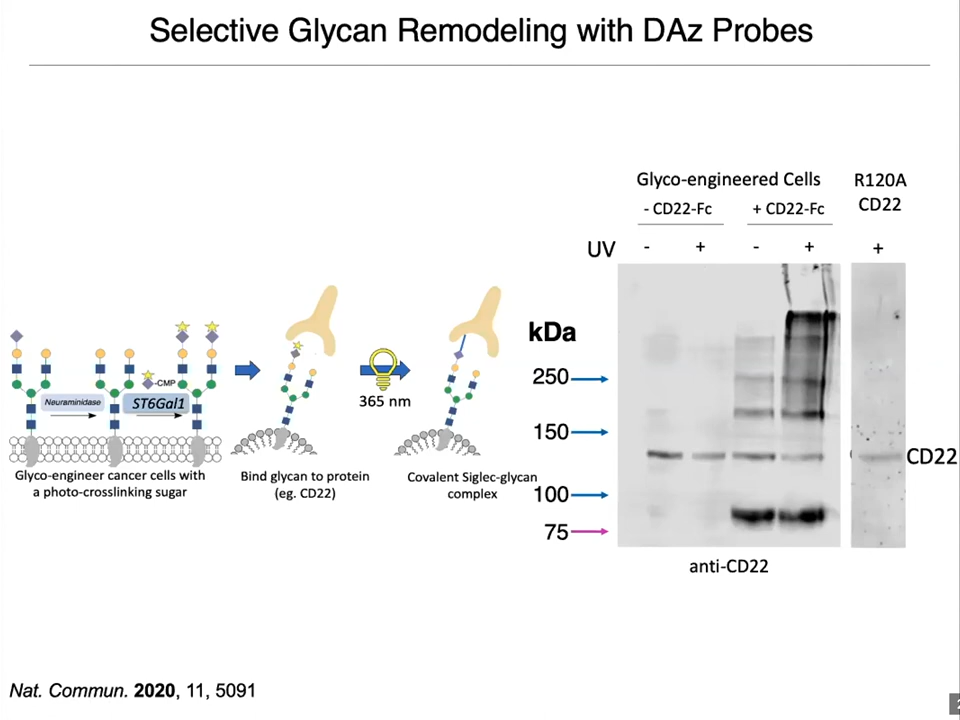 Selective Glycan Remodeling with DAz Probes
Glyco-engineered Cells
R120A
CD22
- CD22-Fc
+ CD22-Fc
UV
-
+
-
+
+
kDa
250
150
100
75
CD22
anti-CD22
Neuraminidase
-CMP
ST6Gal1
365 nm
Glyco-engineer cancer cells with
a photo-crosslinking sugar
Bind glycan to protein
(eg. CD22)
Covalent Siglec-glycan
complex
Nat. Commun. 2020, 11, 5091